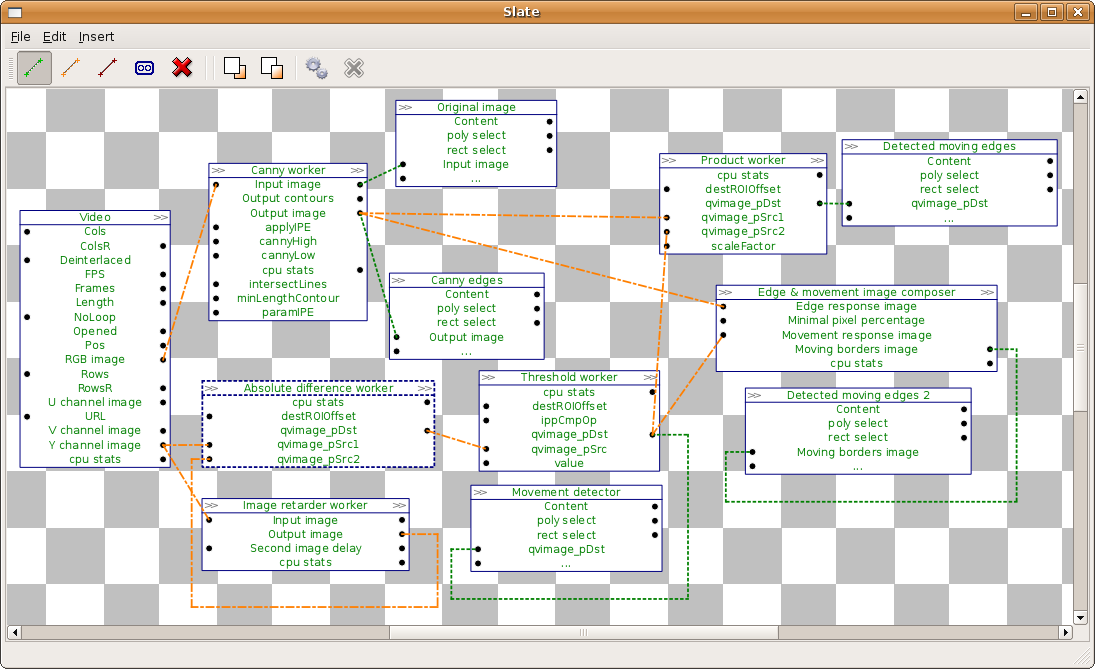 Slate
File Edit Insert
>> Original image
Content
poly select
rect select
Input image
...
>> Canny worker >>
Input image
Output contours
Output image
applyIPE
cannyHigh
cannyLow
cpu stats
intersectLines
minLengthContour
paramIPE
>> Product worker >>
cpu stats
destROIOffset
qvimage_pDst
qvimage_pSrc1
qvimage_pSrc2
scaleFactor
>> Detected moving edges
Content
poly select
rect select
qvimage_pDst
...
Video >>
Cols
ColsR
Deinterlaced
FPS
Frames
Length
NoLoop
Opened
Pos
RGB image
Rows
RowsR
U channel image
URL
V channel image
Y channel image
cpu stats
>> Canny edges
Content
poly select
rect select
Output image
...
>> Edge & movement image composer >>
Edge response image
Minimal pixel percentage
Movement response image
Moving borders image
cpu stats
>> Absolute difference worker >>
cpu stats
destROIOffset
qvimage_pDst
qvimage_pSrc1
qvimage_pSrc2
>> Threshold worker >>
cpu stats
destROIOffset
ippCmpOp
qvimage_pDst
qvimage_pSrc
value
>> Detected moving edges 2
Content
poly select
rect select
Moving borders image
...
>> Image retarder worker >>
Input image
Output image
Second image delay
cpu stats
>> Movement detector
Content
poly select
rect select
qvimage_pDst
...